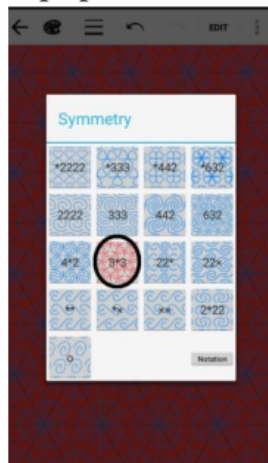 EDIT
Symmetry
*2222 *333 *442 *632
2222 333 442 632
4*2 3*3 22* 22×
** *× ×× 2*22
o
Notation